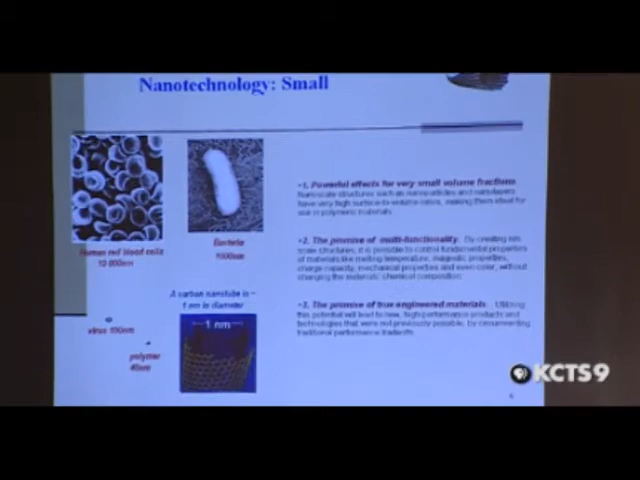 Nanotechnology: Small
Human red blood cells
10 000nm
Bacteria
1000nm
A carbon nanotube is ~
1 nm in diameter
1 nm
virus 100nm
polymer
40nm
•1. Powerful effects for very small volume fractions
Nanoscale structures such as nanoparticles and nanolayers
have very high surface to volume ratios, making them ideal for
use in polymeric materials.
•2. The promise of multi-functionality. By creating
scale structures, it is possible to control fundamental properties
of materials like melting temperature, magnetic properties,
charge capacity, mechanical properties and even color, without
changing the materials' chemical composition.
•3. The promise of true engineered materials. Utilizing
this potential will lead to new, high-performance products and
technologies that were not previously possible, by circumventing
traditional performance tradeoffs.
KCTS9